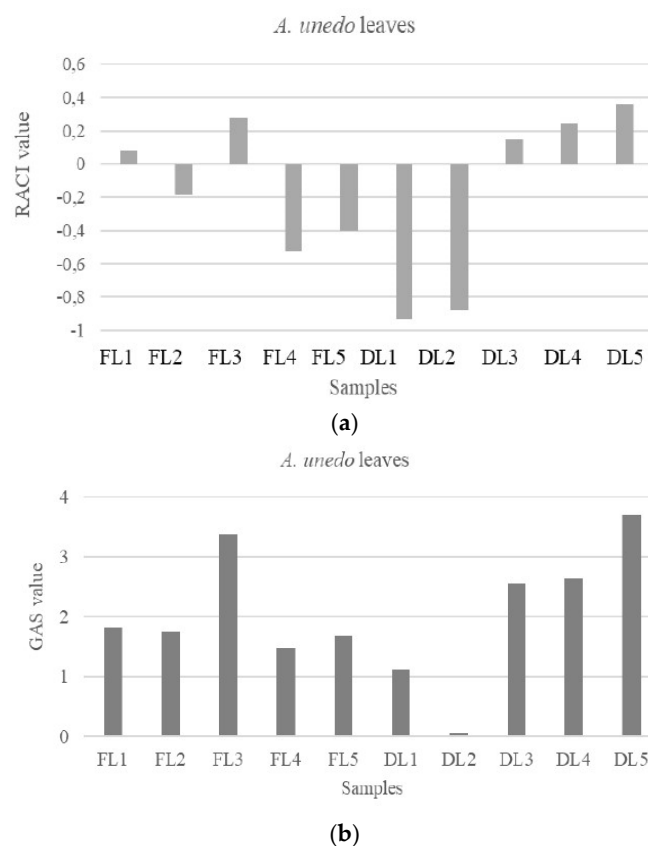 A. unedo leaves
0,6
0,4
0,2
0
-0,2
-0,4
-0,6
-0,8
-1
RACI value
FL1 FL2 FL3 FL4 FL5 DL1 DL2 DL3 DL4 DL5
Samples
(a)
A. unedo leaves
4
3
2
1
0
GAS value
FL1 FL2 FL3 FL4 FL5 DL1 DL2 DL3 DL4 DL5
Samples
(b)